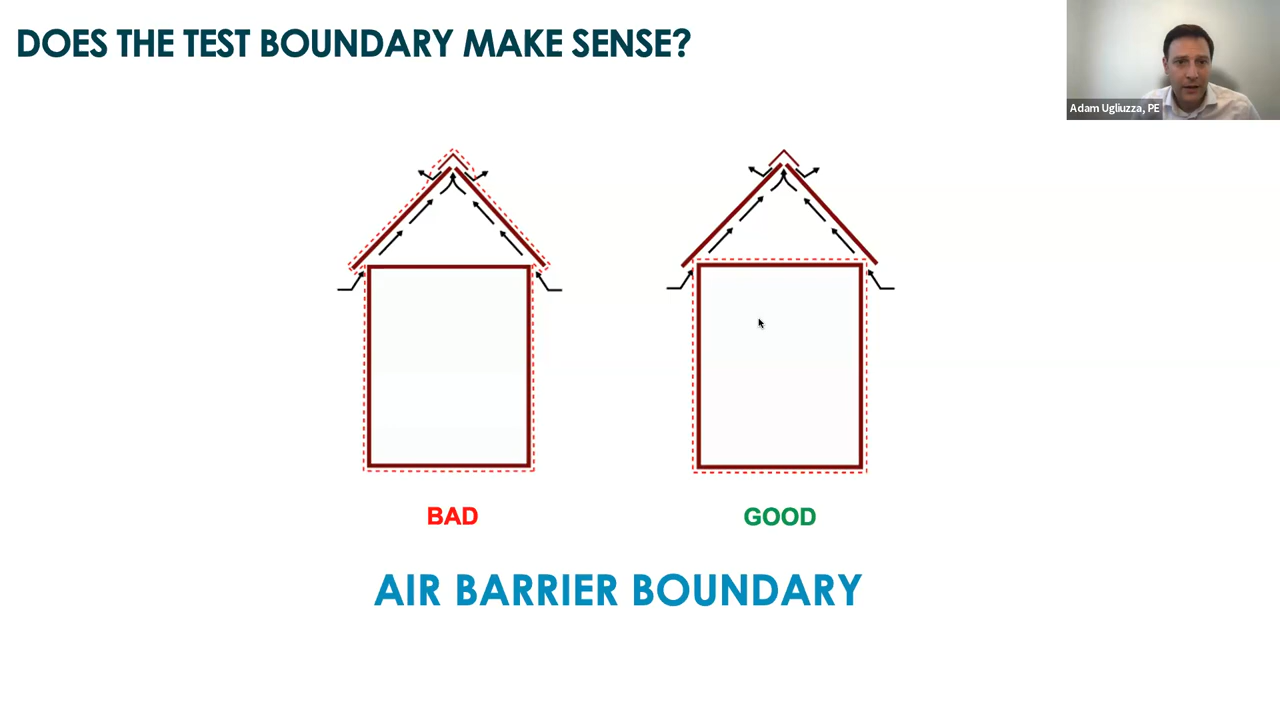 DOES THE TEST BOUNDARY MAKE SENSE?
Adam Ugliuzza, PE
BAD
GOOD
AIR BARRIER BOUNDARY